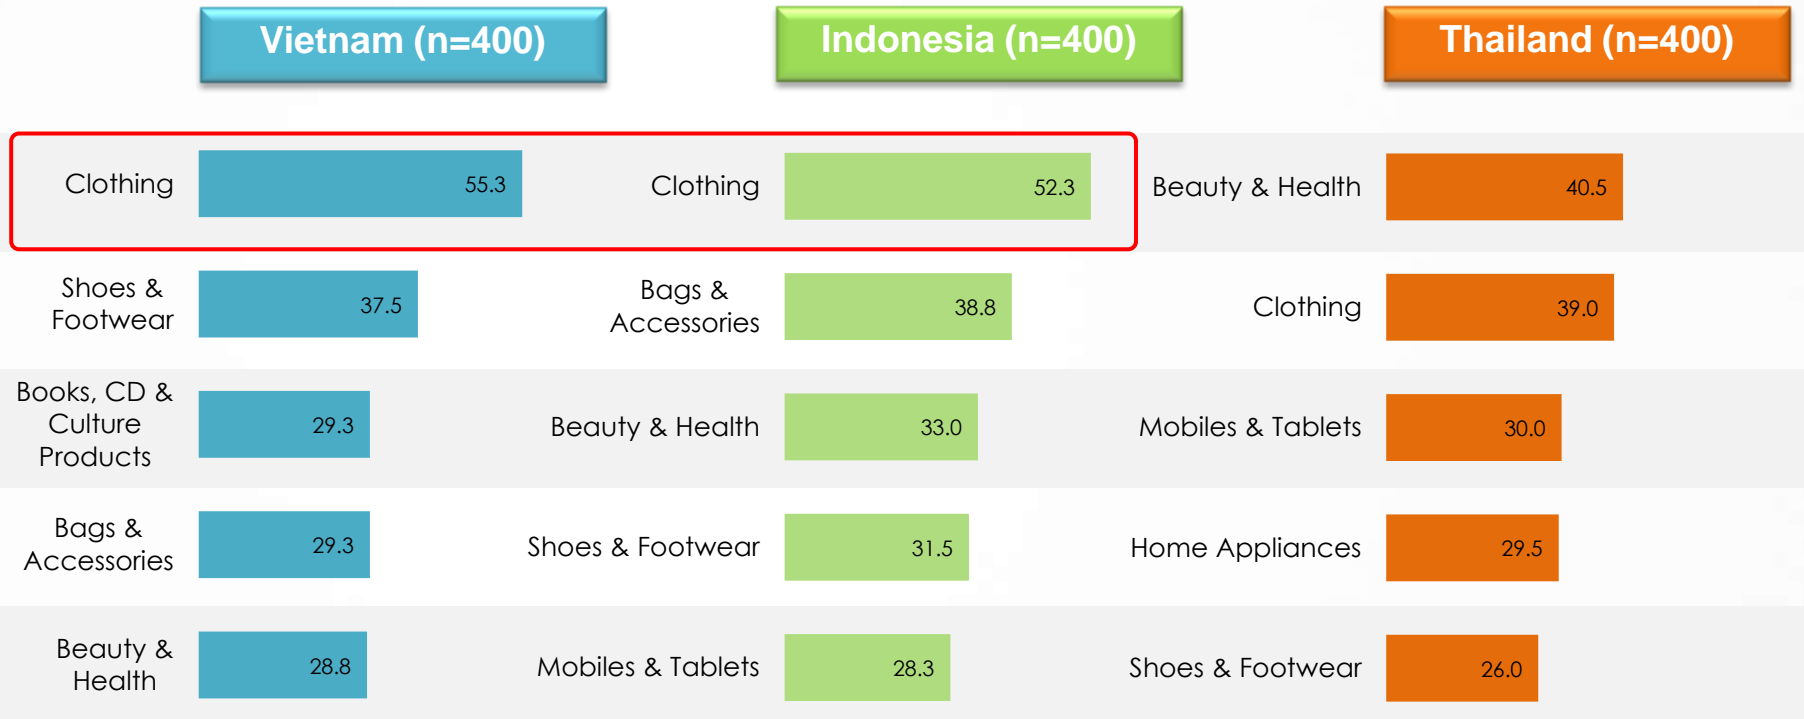 Vietnam (n=400)
Indonesia (n=400)
Thailand (n=400)
Clothing
55.3
Clothing
52.3
Beauty & Health
40.5
Shoes &
Footwear
37.5
Bags &
Accessories
38.8
Clothing
39.0
Books, CD &
Culture
Products
29.3
Beauty & Health
33.0
Mobiles & Tablets
30.0
Bags &
Accessories
29.3
Shoes & Footwear
31.5
Home Appliances
29.5
Beauty &
Health
28.8
Mobiles & Tablets
28.3
Shoes & Footwear
26.0